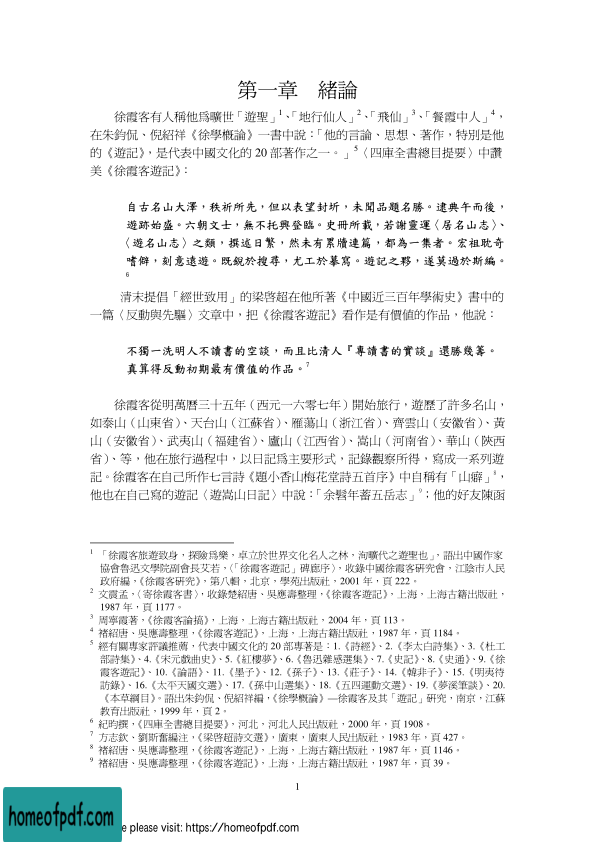 第一章　緒論
徐霞客有人稱他為曠世「遊聖」1、「地行仙人」2、「飛仙」3、「餐霞中人」4，
在朱鈞侃、倪紹祥《徐學概論》一書中說：「他的言論、思想、著作，特別是他
的《遊記》，是代表中國文化的 20 部著作之一。」5〈四庫全書總目提要〉中讚
美《徐霞客遊記》：
自古名山大澤，秩祈所先，但以表望封圻，未聞品題名勝。逮典午而後，
遊跡始盛。六朝文士，無不托興登臨。史冊所載，若謝靈運〈居名山志〉、
〈遊名山志〉之類，撰述日繁，然未有累牘連篇，都為一集者。宏祖耽奇
嗜僻，刻意遠遊。既銳於搜尋，尤工於摹寫。遊記之夥，遂莫過於斯編。
6
清末提倡「經世致用」的梁啓超在他所著《中國近三百年學術史》書中的
一篇〈反動與先驅〉文章中，把《徐霞客遊記》看作是有價值的作品，他說：
不獨一洗明人不讀書的空談，而且比清人『專讀書的實談』還勝幾籌。
真算得反動初期最有價值的作品。7
徐霞客從明萬曆三十五年（西元一六零七年）開始旅行，遊歷了許多名山，
如泰山（山東省）、天台山（江蘇省）、雁蕩山（浙江省）、齊雲山（安徽省）、黃
山（安徽省）、武夷山（福建省）、廬山（江西省）、嵩山（河南省）、華山（陜西
省）、等，他在旅行過程中，以日記為主要形式，記錄觀察所得，寫成一系列遊
記。徐霞客在自己所作七言詩《題小香山梅花堂詩五首序》中自稱有「山癖」8，
他也在自己寫的遊記〈遊嵩山日記〉中說：「余髫年蓄五岳志」9；他的好友陳函
1 「徐霞客旅遊致身，探險爲樂，卓立於世界文化名人之林，洵曠代之遊聖也」，語出中國作家
協會魯迅文學院副會長艾若，〈「徐霞客遊記」碑廊序〉，收錄中國徐霞客研究會，江陰市人民
政府編，《徐霞客研究》，第八輯，北京，學苑出版社，2001 年，頁 222。
2 文震孟，〈寄徐霞客書〉，收錄楚紹唐、吳應壽整理，《徐霞客遊記》，上海，上海古籍出版社，
1987 年，頁 1177。
3 周寧霞著，《徐霞客論搞》，上海，上海古籍出版社，2004 年，頁 113。
4 褚紹唐、吳應壽整理，《徐霞客遊記》，上海，上海古籍出版社，1987 年，頁 1184。
5 經有關專家評議推薦，代表中國文化的 20 部專著是：1.《詩經》、2.《李太白詩集》、3.《杜工
部詩集》、4.《宋元戲曲史》、5.《紅樓夢》、6.《魯迅雜感選集》、7.《史記》、8.《史通》、9.《徐
霞客遊記》、10.《論語》、11.《墨子》、12.《孫子》、13.《莊子》、14.《韓非子》、15.《明夷待
訪錄》、16.《太平天國文選》、17.《孫中山選集》、18.《五四運動文選》、19.《夢溪筆談》、20.
《本草綱目》。語出朱鈞侃、倪紹祥編，《徐學概論》—徐霞客及其「遊記」研究，南京，江蘇
教育出版社，1999 年，頁 2。
6 紀昀撰，《四庫全書總目提要》，河北，河北人民出版社，2000 年，頁 1908。
7 方志欽、劉斯奮編注，《梁啓超詩文選》，廣東，廣東人民出版社，1983 年，頁 427。
8 褚紹唐、吳應壽整理，《徐霞客遊記》，上海，上海古籍出版社，1987 年，頁 1146。
9 褚紹唐、吳應壽整理，《徐霞客遊記》，上海，上海古籍出版社，1987 年，頁 39。
1
homeofpdf.com
e please visit: https://homeofpdf.com